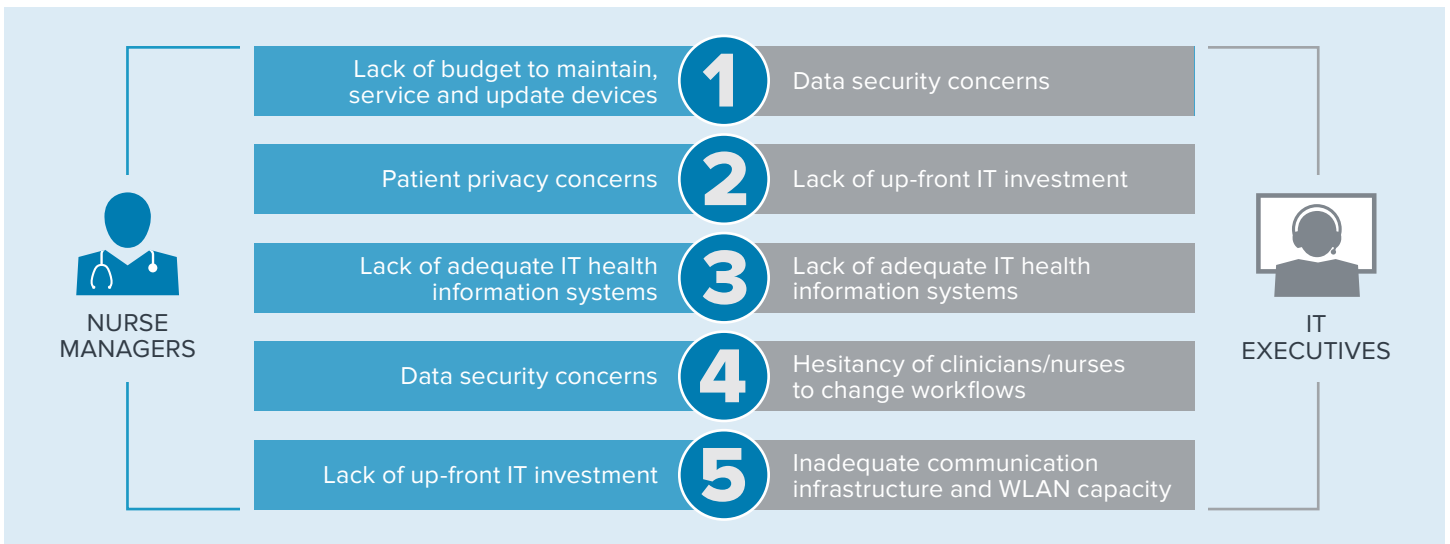 Lack of budget to maintain,
service and update devices
1
Data security concerns
Patient privacy concerns
2
Lack of up-front IT investment
Lack of adequate IT health
information systems
3
Lack of adequate IT health
information systems
Data security concerns
4
Hesitancy of clinicians/nurses
to change workflows
Lack of up-front IT investment
5
Inadequate communication
infrastructure and WLAN capacity
NURSE
MANAGERS
IT
EXECUTIVES